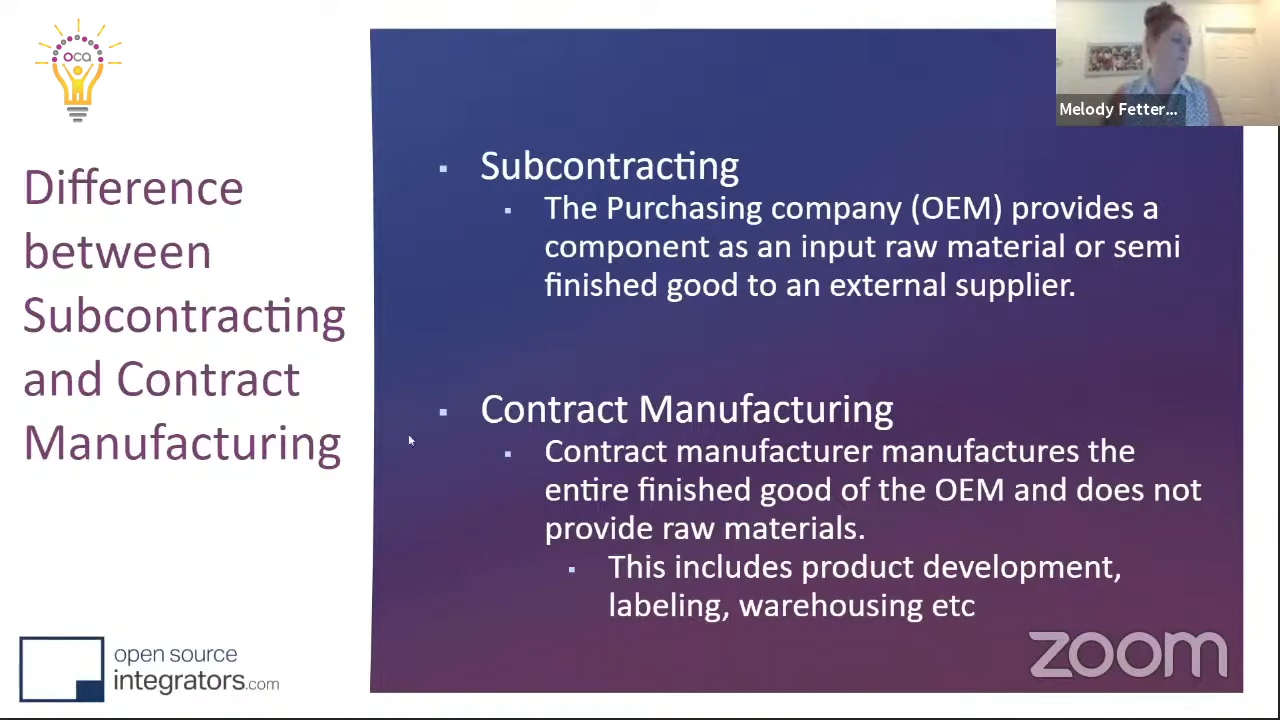 oca
Difference
between
Subcontracting
and Contract
Manufacturing
▪ Subcontracting
▪ The Purchasing company (OEM) provides a
component as an input raw material or semi
finished good to an external supplier.
▪ Contract Manufacturing
▪ Contract manufacturer manufactures the
entire finished good of the OEM and does not
provide raw materials.
▪ This includes product development,
labeling, warehousing etc
Melody Fetter...
open source
integrators.com
zoom